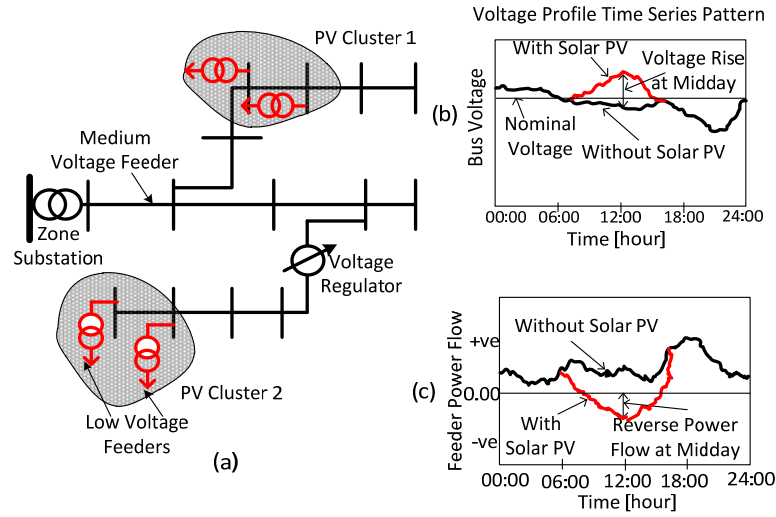 PV Cluster 1
Medium
Voltage Feeder
Zone
Substation
Voltage
Regulator
PV Cluster 2
Low Voltage
Feeders
(a)
Voltage Profile Time Series Pattern
With Solar PV
Voltage Rise
at Midday
(b)
Bus Voltage
Nominal
Voltage
Without Solar PV
00:00 06:00 12:00 18:00 24:00
Time [hour]
(c)
Feeder Power Flow
+ve
0.00
-ve
Without Solar PV
With
Solar PV
Reverse Power
Flow at Midday
00:00 06:00 12:00 18:00 24:00
Time [hour]